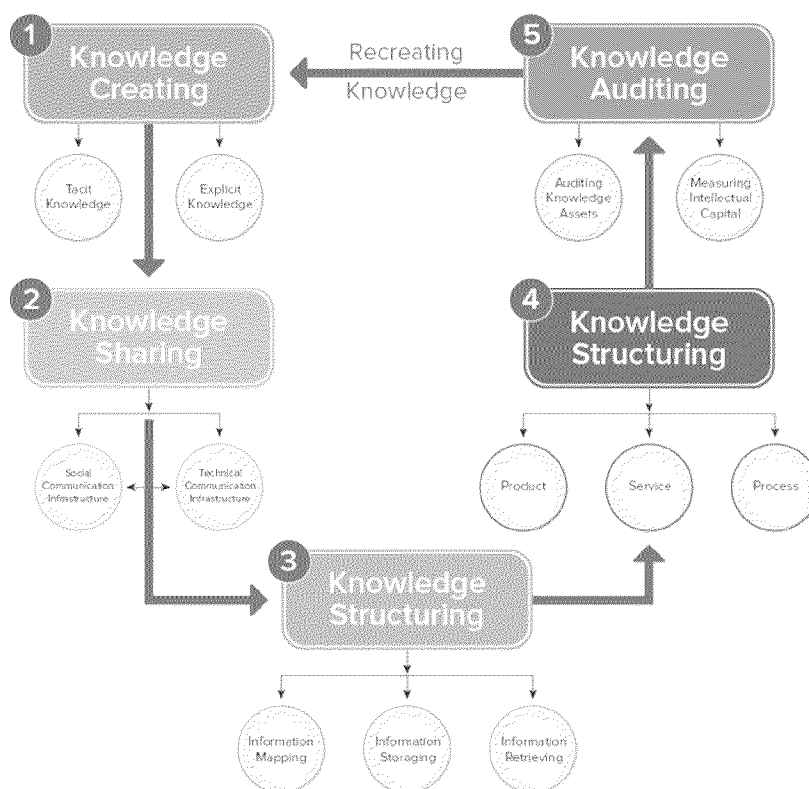 1
Knowledge
Creating
Recreating
Knowledge
5
Knowledge
Auditing
Tacit
Knowledge
Explicit
Knowledge
Auditing
Knowledge
Assets
Measuring
Intellectual
Capital
2
Knowledge
Sharing
4
Knowledge
Structuring
Social
Communication
Infrastructure
Technical
Communication
Infrastructure
Product
Service
Process
3
Knowledge
Structuring
Information
Mapping
Information
Storaging
Information
Retrieving